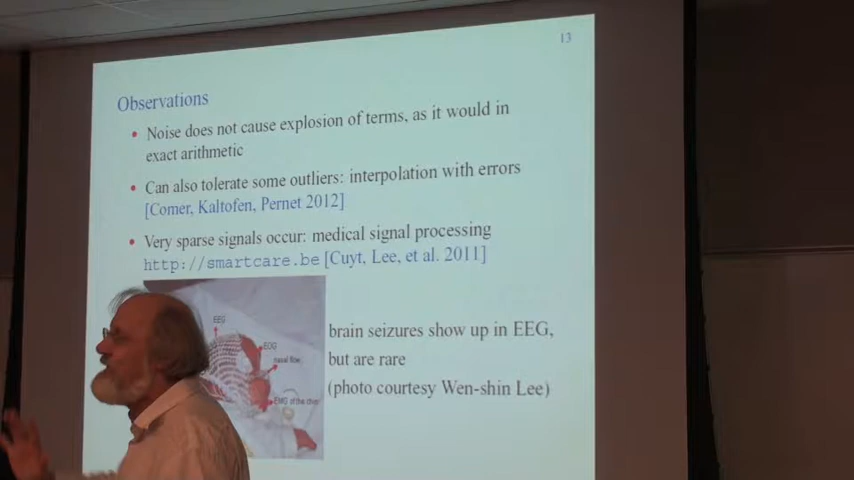 13
Observations
• Noise does not cause explosion of terms, as it would in
exact arithmetic
• Can also tolerate some outliers: interpolation with errors
[Comer, Kaltofen, Pernet 2012]
• Very sparse signals occur: medical signal processing
http://smartcare.be [Cuyt, Lee, et al. 2011]
EEG
EOG
nasal flow
EMG of the chin
brain seizures show up in EEG,
but are rare
(photo courtesy Wen-shin Lee)